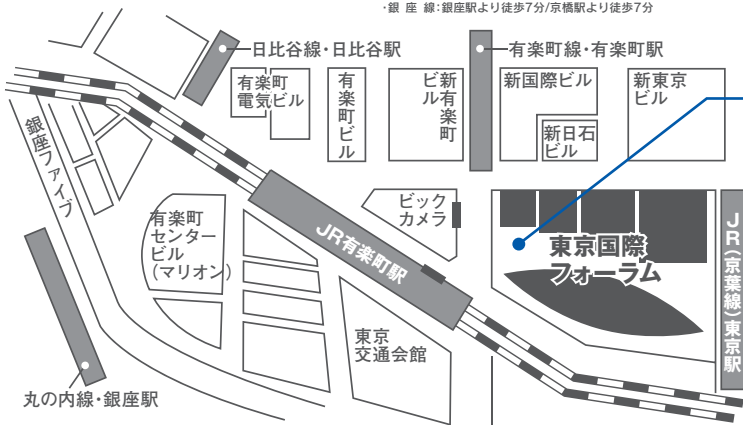 ・銀 座 線：銀座駅より徒歩7分/京橋駅より徒歩7分
日比谷線・日比谷駅
有楽町線・有楽町駅
有楽町
電気ビル
有楽町ビル
新有楽町
ビル
新国際ビル
新日石
ビル
新東京
ビル
銀座ファイブ
有楽町
センター
ビル
（マリオン）
JR有楽町駅
ビック
カメラ
東京国際
フォーラム
JR（京葉線）東京駅
東京
交通会館
丸の内線・銀座駅